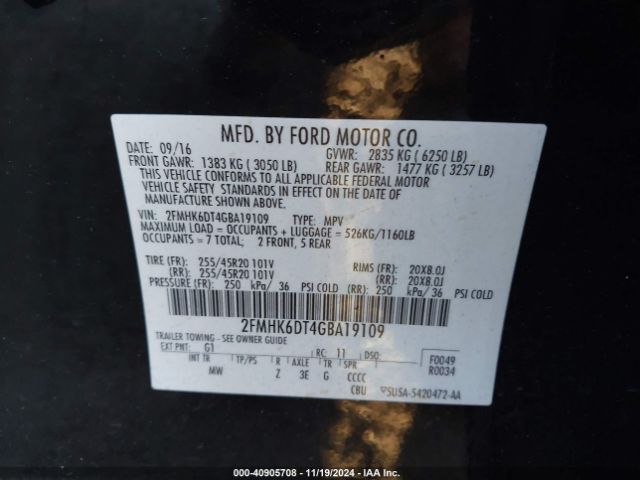 MFD. BY FORD MOTOR CO.
DATE: 09/16 GVWR: 2835 KG ( 6250 LB)
FRONT GAWR: 1383 KG ( 3050 LB) REAR GAWR: 1477 KG ( 3257 LB)
THIS VEHICLE CONFORMS TO ALL APPLICABLE FEDERAL MOTOR
VEHICLE SAFETY STANDARDS IN EFFECT ON THE DATE OF
MANUFACTURE SHOWN ABOVE.
VIN: 2FMHK6DT4GBA19109 TYPE: MPV
MAXIMUM LOAD = OCCUPANTS + LUGGAGE = 526KG/1160LB
OCCUPANTS = 7 TOTAL; 2 FRONT, 5 REAR
TIRE (FR): 255/45R20 101V RIMS (FR): 20X8.0J
(RR): 255/45R20 101V (RR): 20X8.0J
PRESSURE (FR): 250 kPa/ 36 PSI COLD (RR): 250 kPa/ 36 PSI COLD
2FMHK6DT4GBA19109
TRAILER TOWING - SEE OWNER GUIDE
EXT PNT: G1 RC: 11 DSO: F0049
INT TR TP/PS R AXLE TR SPR R0034
MW Z 3E G CCCC
CBU SUSA-5420472-AA
000-40905708 - 11/19/2024 - IAA Inc.